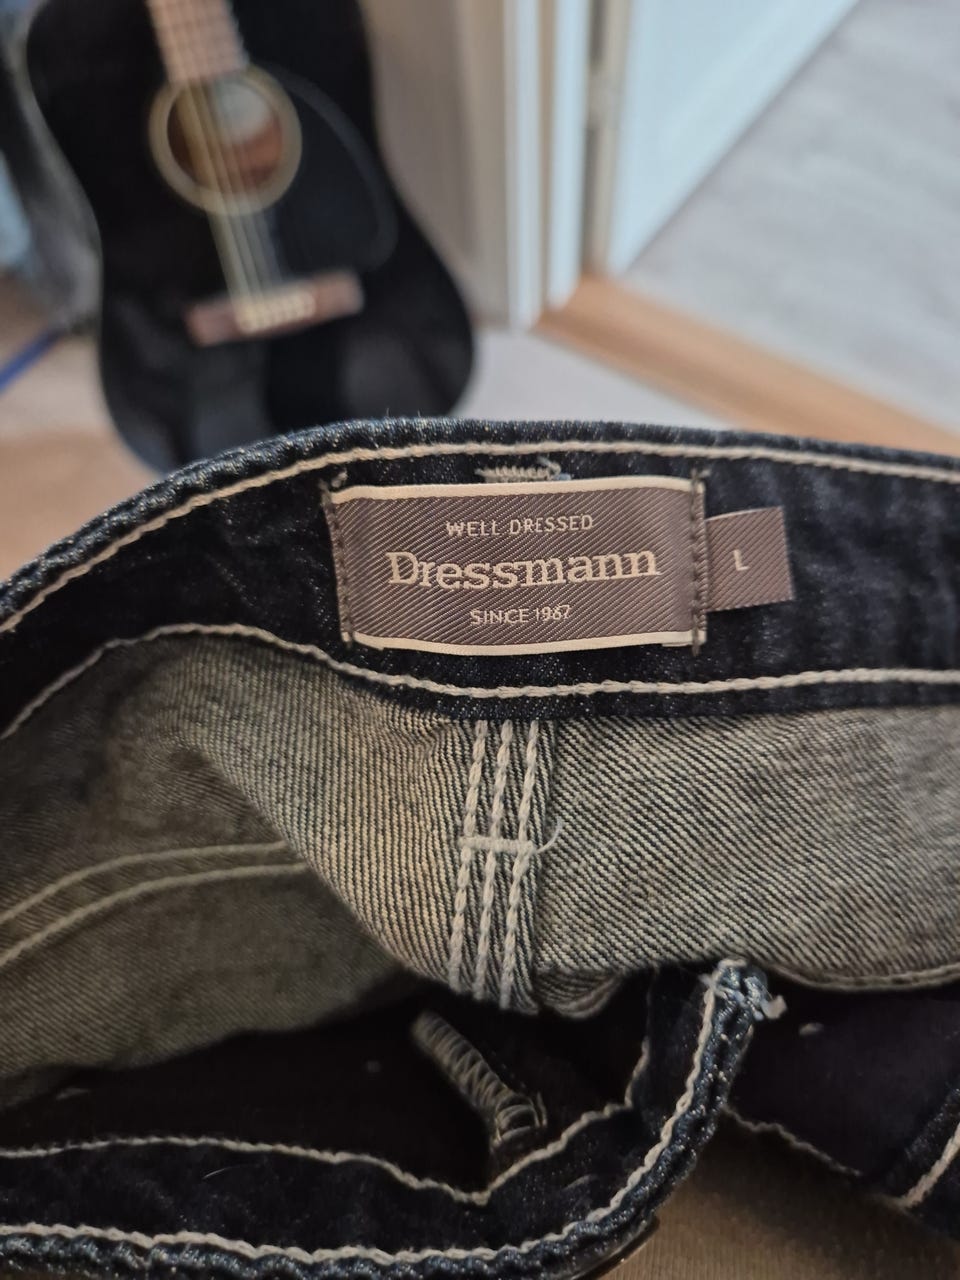 WELL DRESSED
Dressmann
SINCE 1967
L